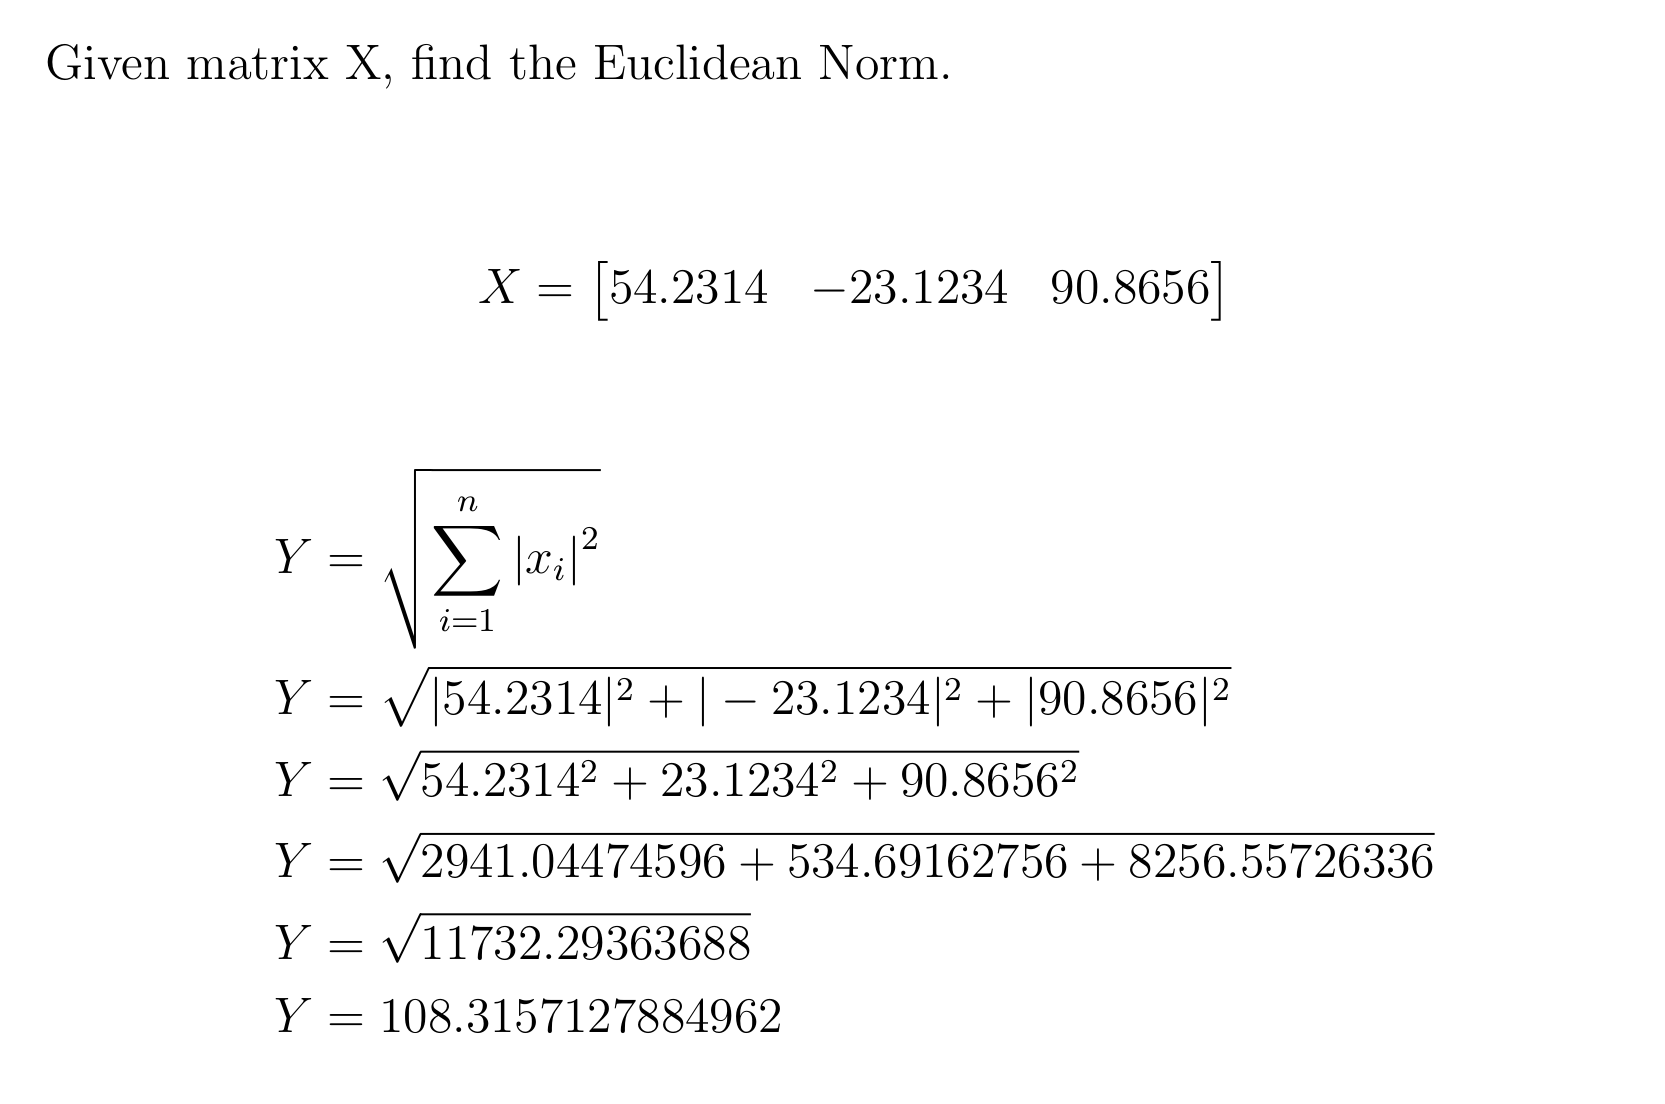 Given matrix X, find the Euclidean Norm.
X = [54.2314 −23.1234 90.8656]
Y = √(∑_{i=1}^{n} |x_i|^2)
Y = √(|54.2314|² + | − 23.1234|² + |90.8656|²)
Y = √(54.2314² + 23.1234² + 90.8656²)
Y = √(2941.04474596 + 534.69162756 + 8256.55726336)
Y = √(11732.29363688)
Y = 108.3157127884962